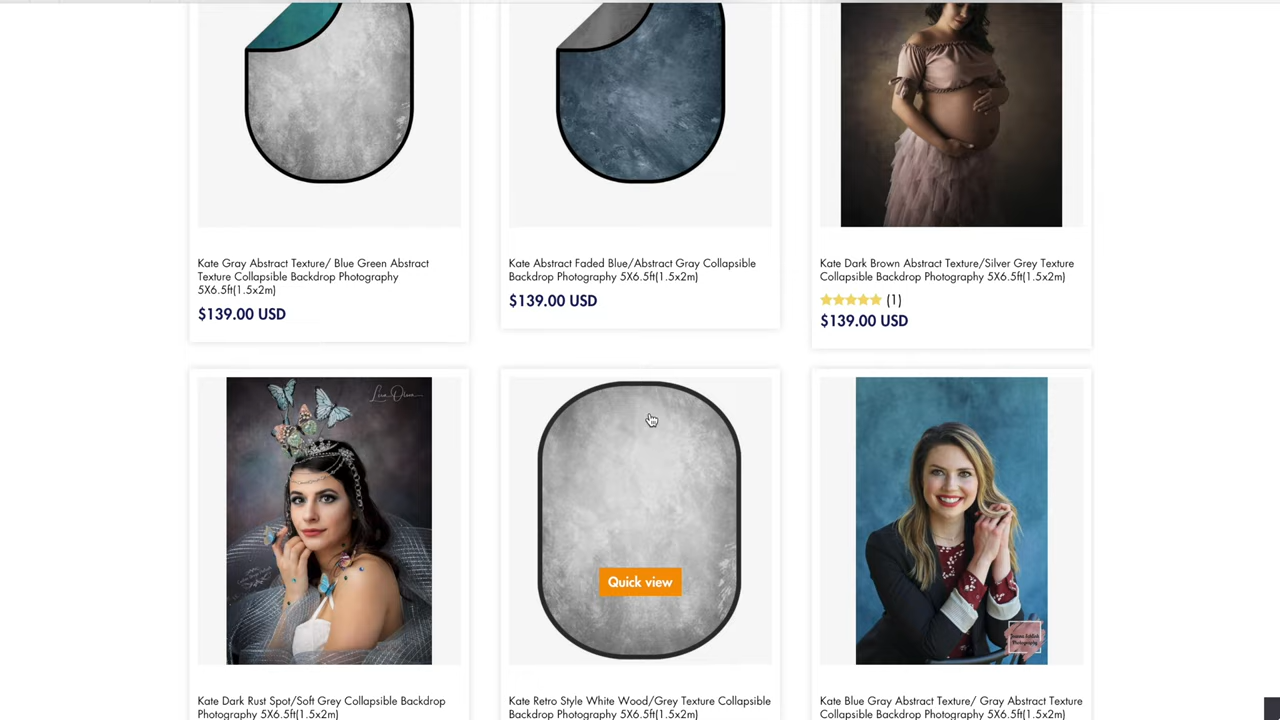 Kate Gray Abstract Texture/ Blue Green Abstract
Texture Collapsible Backdrop Photography
5X6.5ft(1.5x2m)
$139.00 USD
Kate Abstract Faded Blue/Abstract Gray Collapsible
Backdrop Photography 5X6.5ft(1.5x2m)
$139.00 USD
Kate Dark Brown Abstract Texture/Silver Grey Texture
Collapsible Backdrop Photography 5X6.5ft(1.5x2m)
(1)
$139.00 USD
Quick view
Kate Dark Rust Spot/Soft Grey Collapsible Backdrop
Photography 5X6.5ft(1.5x2m)
Kate Retro Style White Wood/Grey Texture Collapsible
Backdrop Photography 5X6.5ft(1.5x2m)
Kate Blue Gray Abstract Texture/ Gray Abstract Texture
Collapsible Backdrop Photography 5X6.5ft(1.5x2m)